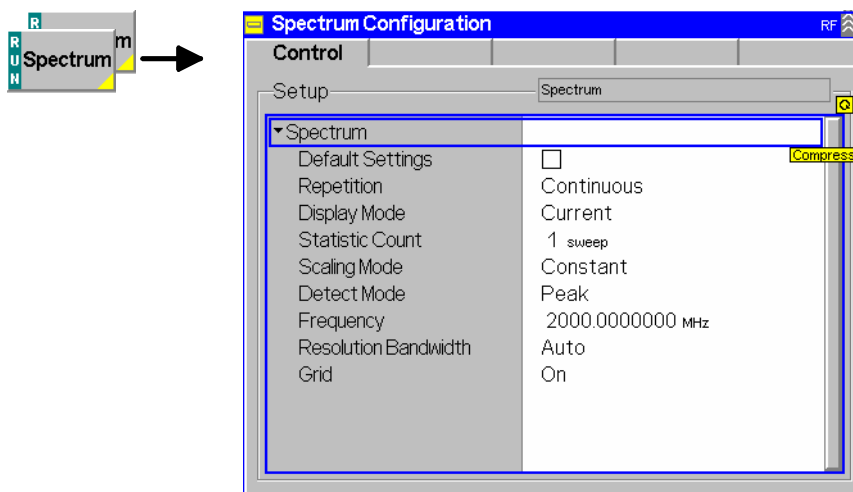 R
RUN
Spectrum
m
Spectrum Configuration
RF
Control
Setup
Spectrum
Spectrum
Compress
Default Settings
Repetition Continuous
Display Mode Current
Statistic Count 1 sweep
Scaling Mode Constant
Detect Mode Peak
Frequency 2000.0000000 MHz
Resolution Bandwidth Auto
Grid On